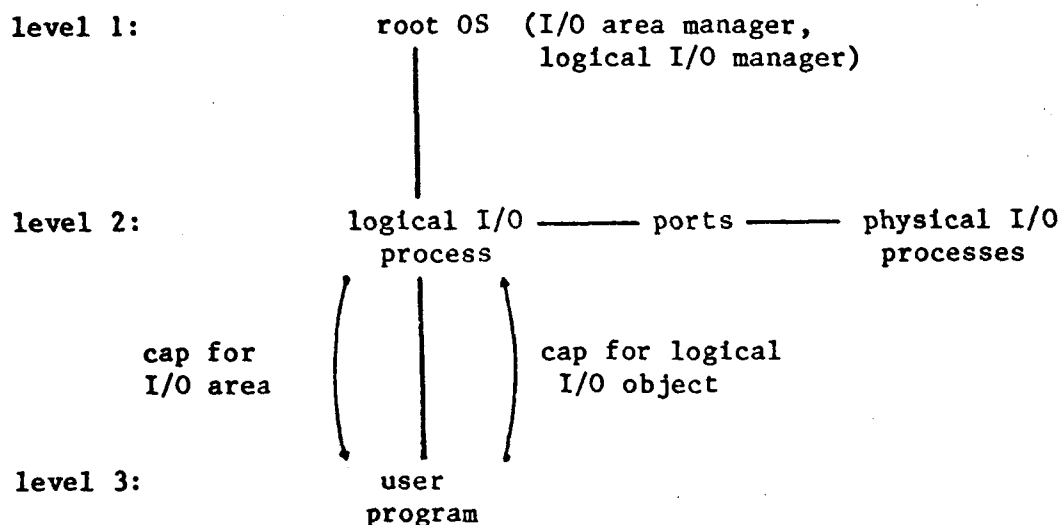 level 1: root OS (I/O area manager,
logical I/O manager)
level 2: logical I/O ports physical I/O
process processes
cap for cap for logical
I/O area I/O object
level 3: user
program